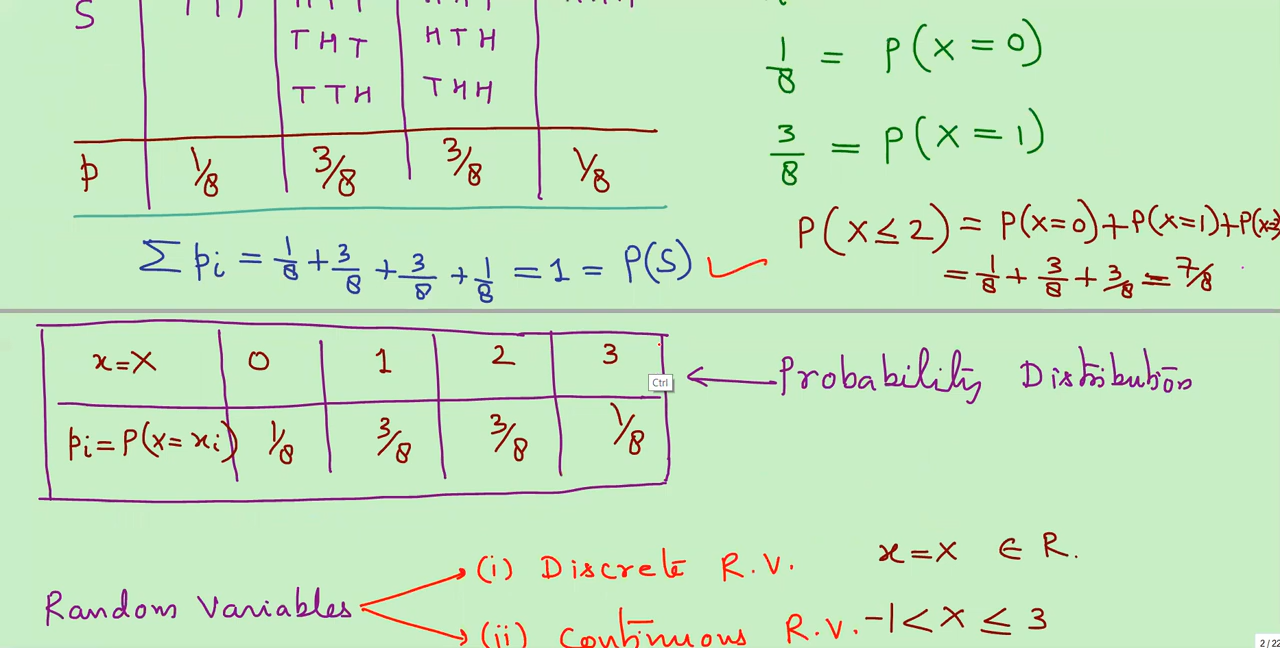 S
THT HTH
TTH THH
p 1/8 3/8 3/8 1/8
Σ pi = 1/8 + 3/8 + 3/8 + 1/8 = 1 = P(S) ✓
1/8 = P(X = 0)
3/8 = P(X = 1)
P(X ≤ 2) = P(X=0) + P(X=1) +
= 1/8 + 3/8 + 3/8 = 7/8
x=X 0 1 2 3
pi = P(X = xi) 1/8 3/8 3/8 1/8
Ctrl
← Probability Distribution
Random Variables
(i) Discrete R.V. x=X ∈ R.
(ii) Continuous R.V. -1 < X ≤ 3
2 / 22